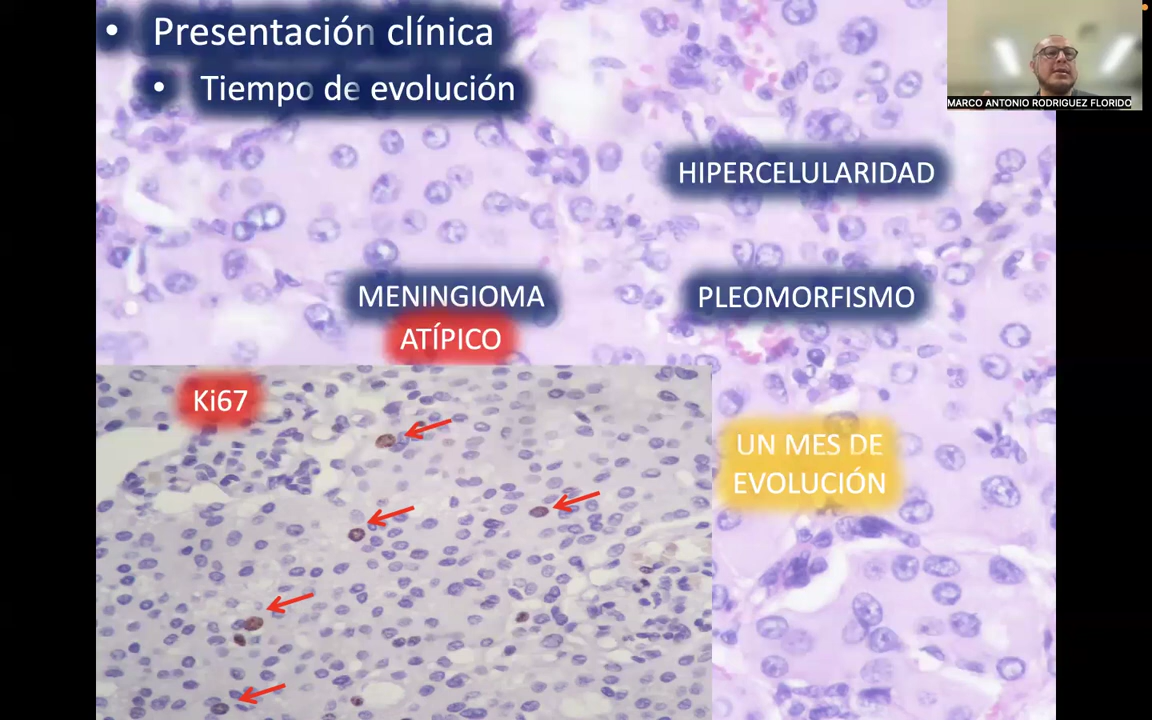 • Presentación clínica
• Tiempo de evolución
MARCO ANTONIO RODRIGUEZ FLORIDO
HIPERCELULARIDAD
MENINGIOMA
ATÍPICO
PLEOMORFISMO
Ki67
UN MES DE
EVOLUCIÓN